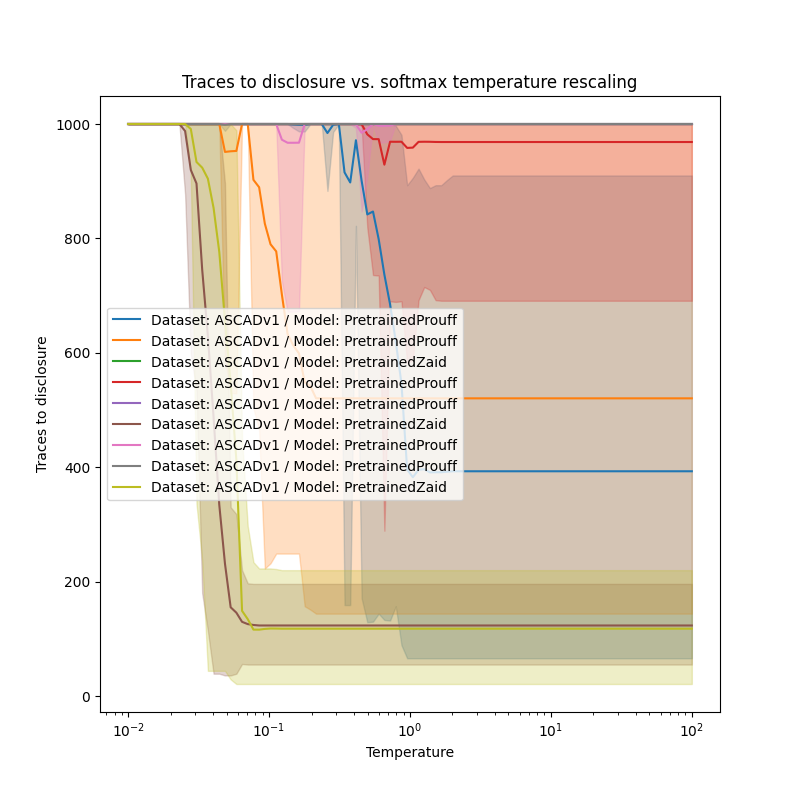 Traces to disclosure vs. softmax temperature rescaling
1000
800
600
400
200
0
Traces to disclosure
Dataset: ASCADv1 / Model: PretrainedProuff
Dataset: ASCADv1 / Model: PretrainedProuff
Dataset: ASCADv1 / Model: PretrainedZaid
Dataset: ASCADv1 / Model: PretrainedProuff
Dataset: ASCADv1 / Model: PretrainedProuff
Dataset: ASCADv1 / Model: PretrainedZaid
Dataset: ASCADv1 / Model: PretrainedProuff
Dataset: ASCADv1 / Model: PretrainedProuff
Dataset: ASCADv1 / Model: PretrainedZaid
10⁻² 10⁻¹ 10⁰ 10¹ 10²
Temperature